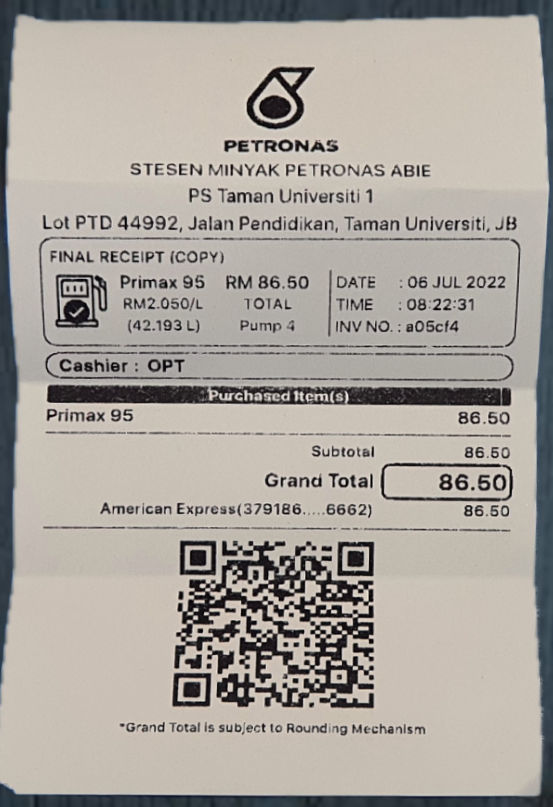 PETRONAS
STESEN MINYAK PETRONAS ABIE
PS Taman Universiti 1
Lot PTD 44992, Jalan Pendidikan, Taman Universiti, JB
FINAL RECEIPT (COPY)
Primax 95 RM 86.50 DATE : 06 JUL 2022
RM2.050/L TOTAL TIME : 08:22:31
(42.193 L) Pump 4 INV NO. : a05cf4
Cashier : OPT
Purchased Item(s)
Primax 95 86.50
Subtotal 86.50
Grand Total 86.50
American Express(379186.....6662) 86.50
*Grand Total is subject to Rounding Mechanism